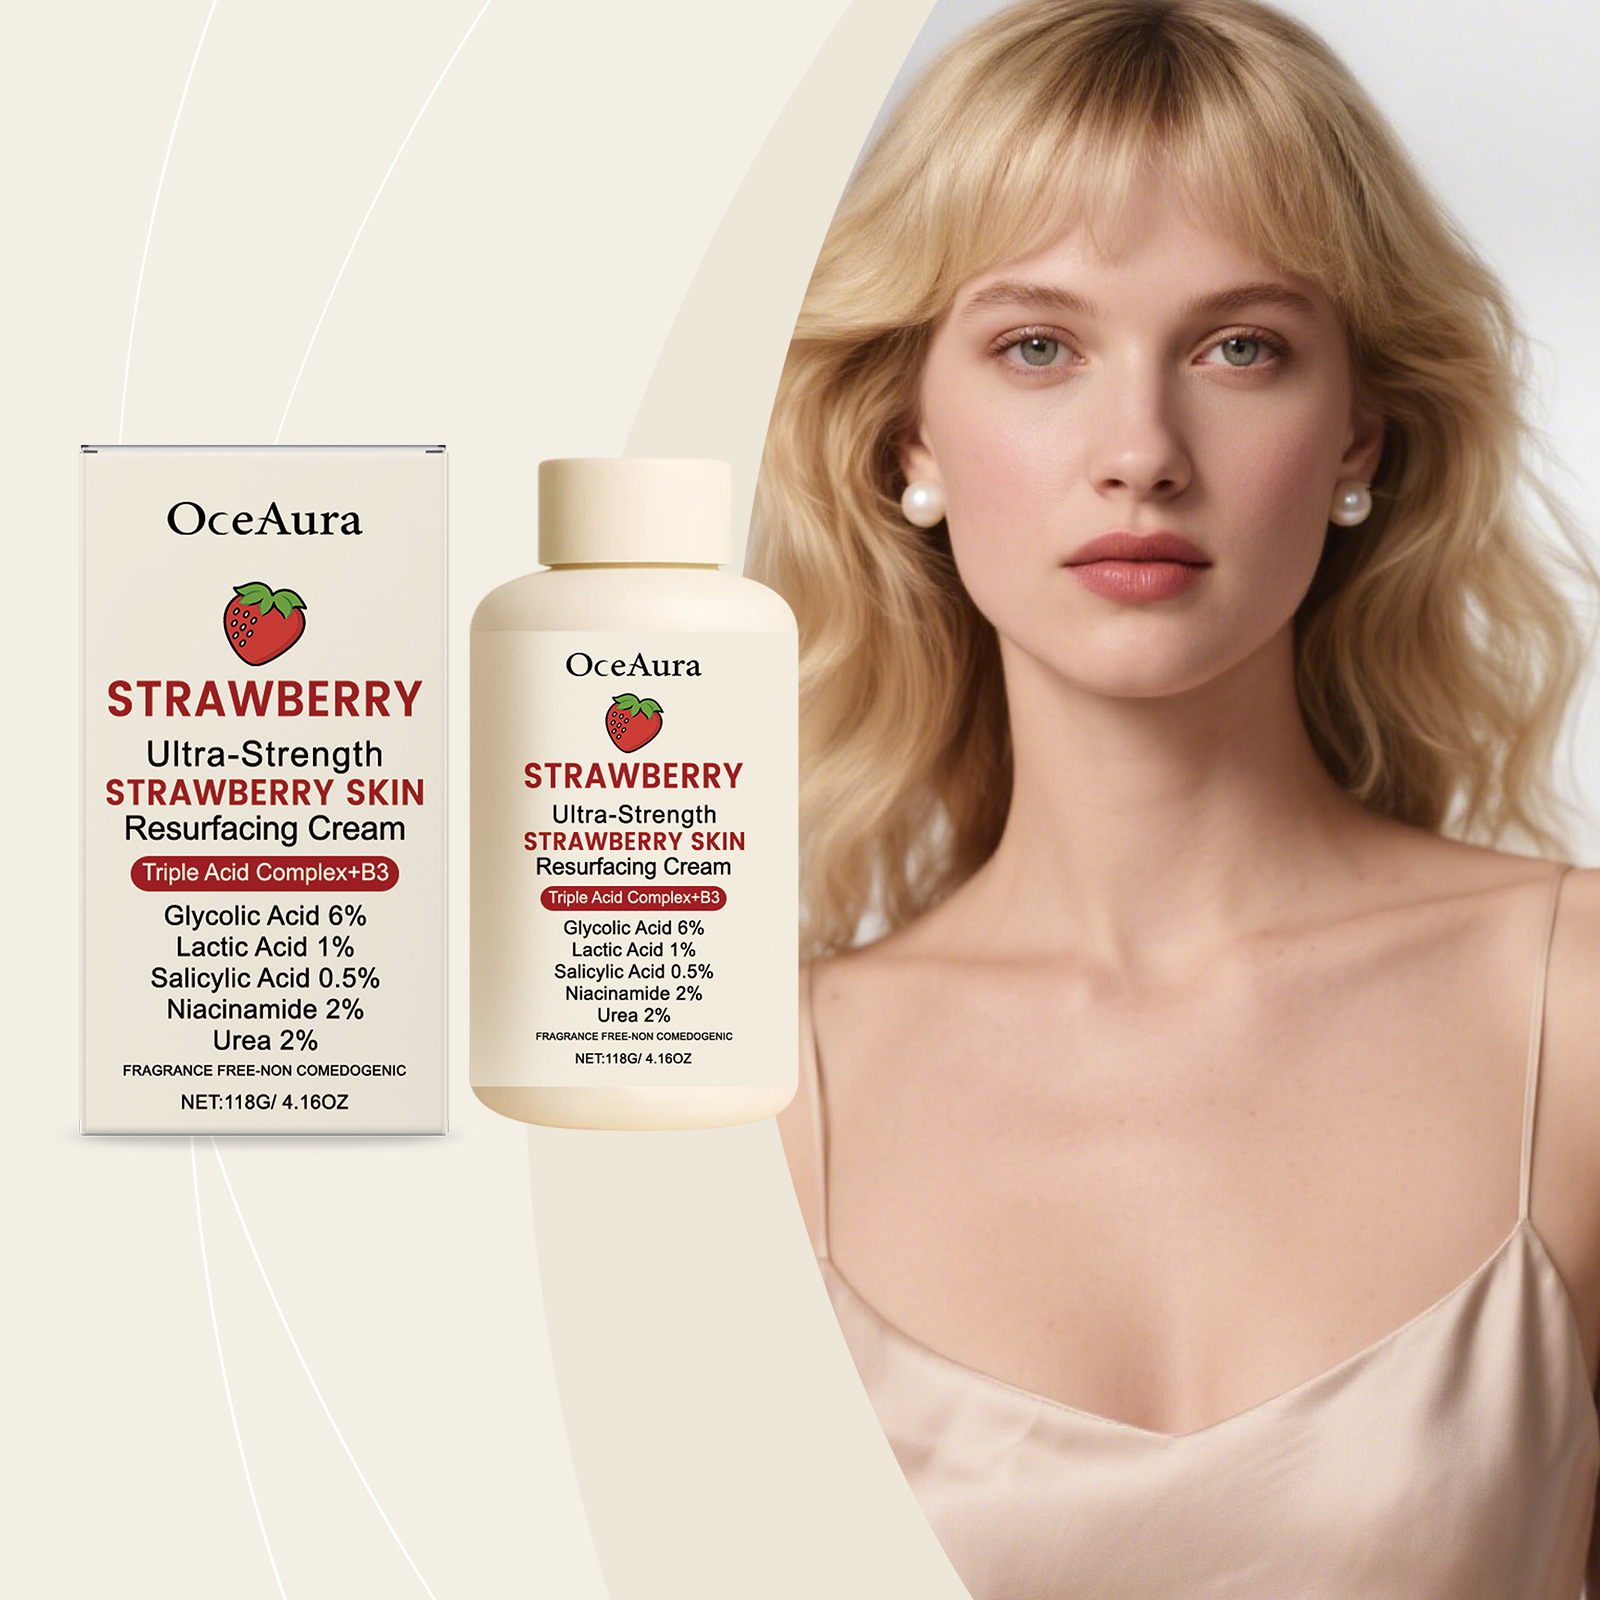 OceAura
STRAWBERRY
Ultra-Strength
STRAWBERRY SKIN
Resurfacing Cream
Triple Acid Complex+B3
Glycolic Acid 6%
Lactic Acid 1%
Salicylic Acid 0.5%
Niacinamide 2%
Urea 2%
FRAGRANCE FREE-NON COMEDOGENIC
NET:118G/ 4.16OZ
OceAura
STRAWBERRY
Ultra-Strength
STRAWBERRY SKIN
Resurfacing Cream
Triple Acid Complex+B3
Glycolic Acid 6%
Lactic Acid 1%
Salicylic Acid 0.5%
Niacinamide 2%
Urea 2%
FRAGRANCE FREE-NON COMEDOGENIC
NET:118G/ 4.16OZ